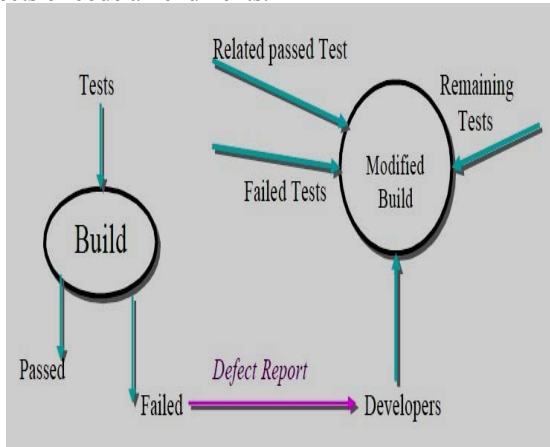 Related passed Test
Tests
Remaining
Tests
Failed Tests
Modified
Build
Build
Passed
Defect Report
Failed
Developers